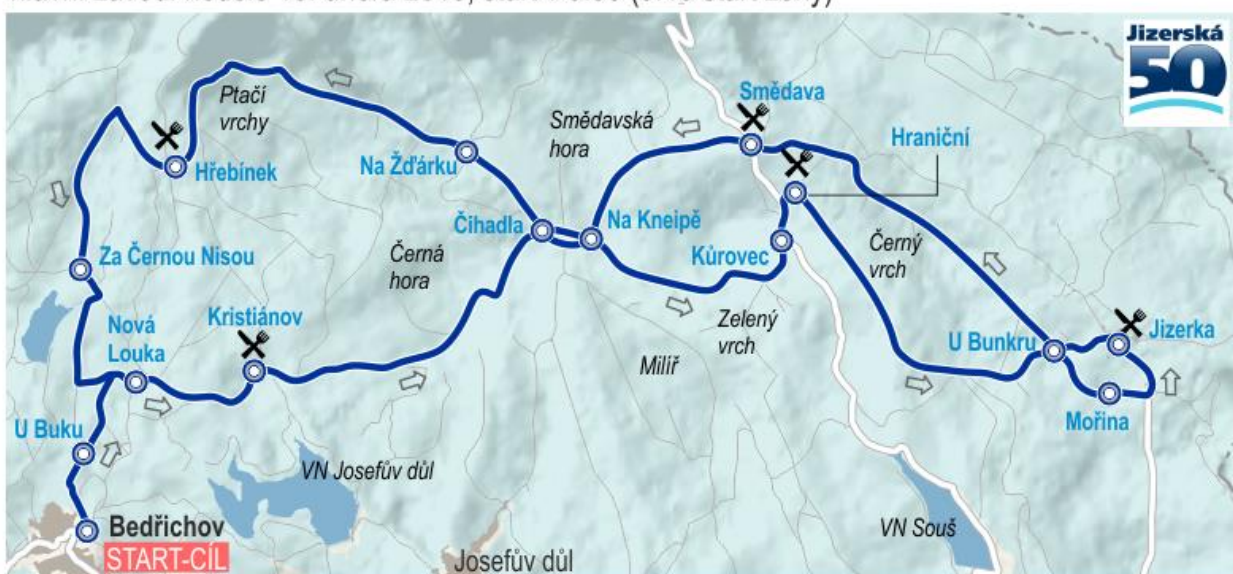 Jizerská
50
Ptačí
vrchy
Smědavská
hora
Smědava
Hraniční
Hřebínek
Na Žďárku
Čihadla
Na Kneipě
Kůrovec
Černý
vrch
Za Černou Nisou
Černá
hora
Nová
Louka
Kristiánov
Zelený
vrch
Milíř
U Bunkru
Jizerka
Mořina
U Buku
VN Josefův důl
VN Souš
Bedřichov
START-CÍL
Josefův důl